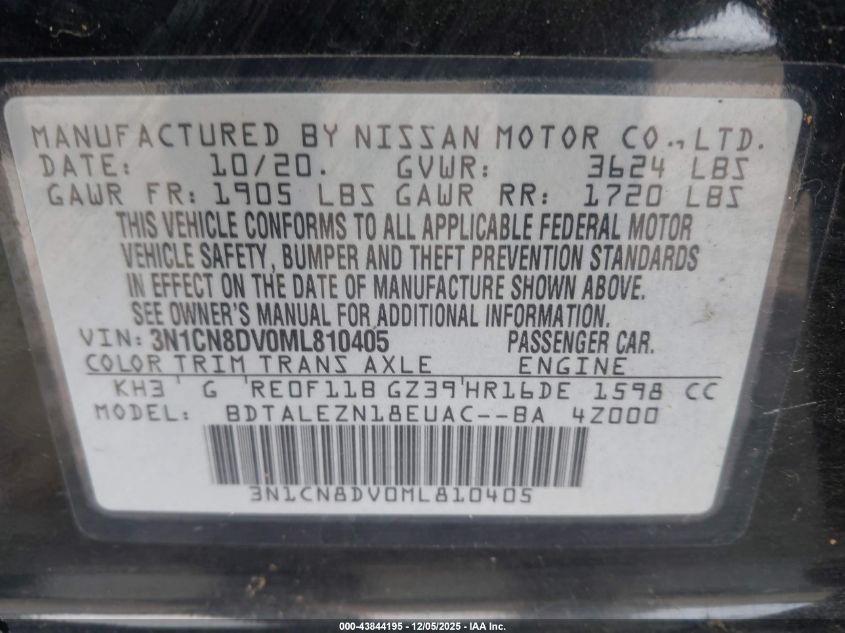 MANUFACTURED BY NISSAN MOTOR CO., LTD.
DATE: 10/20. GVWR: 3624 LBS
GAWR FR: 1905 LBS GAWR RR: 1720 LBS
THIS VEHICLE CONFORMS TO ALL APPLICABLE FEDERAL MOTOR
VEHICLE SAFETY, BUMPER AND THEFT PREVENTION STANDARDS
IN EFFECT ON THE DATE OF MANUFACTURE SHOWN ABOVE.
SEE OWNER'S MANUAL FOR ADDITIONAL INFORMATION.
VIN: 3N1CN8DV0ML810405 PASSENGER CAR.
COLOR TRIM TRANS AXLE ENGINE
KH3 G RE0F11B GZ39 HR16DE 1598 CC
MODEL: BDTALEZN18EUAC--BA 4Z000
3N1CN8DV0ML810405
000-43844195 - 12/05/2025 - IAA Inc.